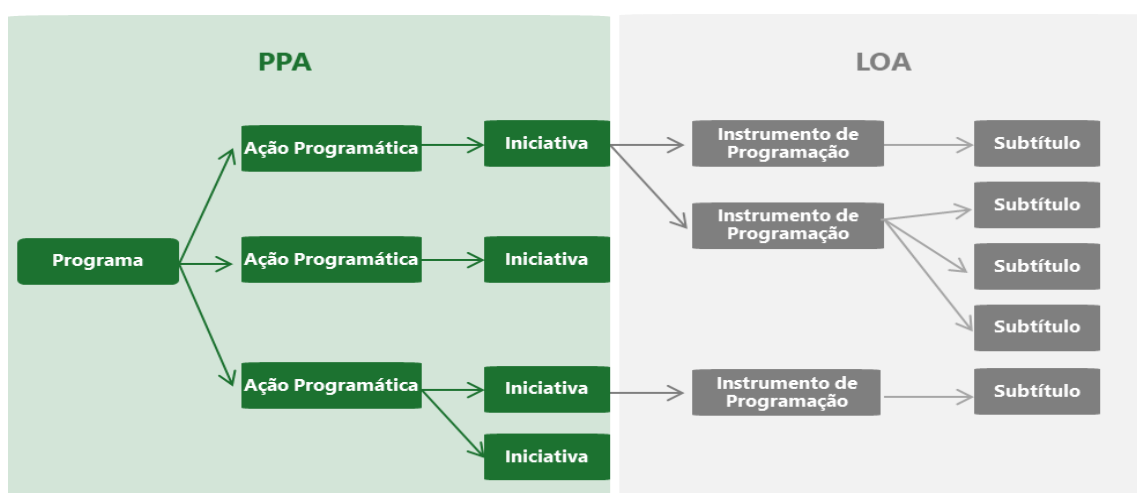 PPA
LOA
Ação Programática
Iniciativa
Instrumento de
Programação
Subtítulo
Instrumento de
Programação
Subtítulo
Programa
Ação Programática
Iniciativa
Subtítulo
Subtítulo
Ação Programática
Iniciativa
Instrumento de
Programação
Subtítulo
Iniciativa